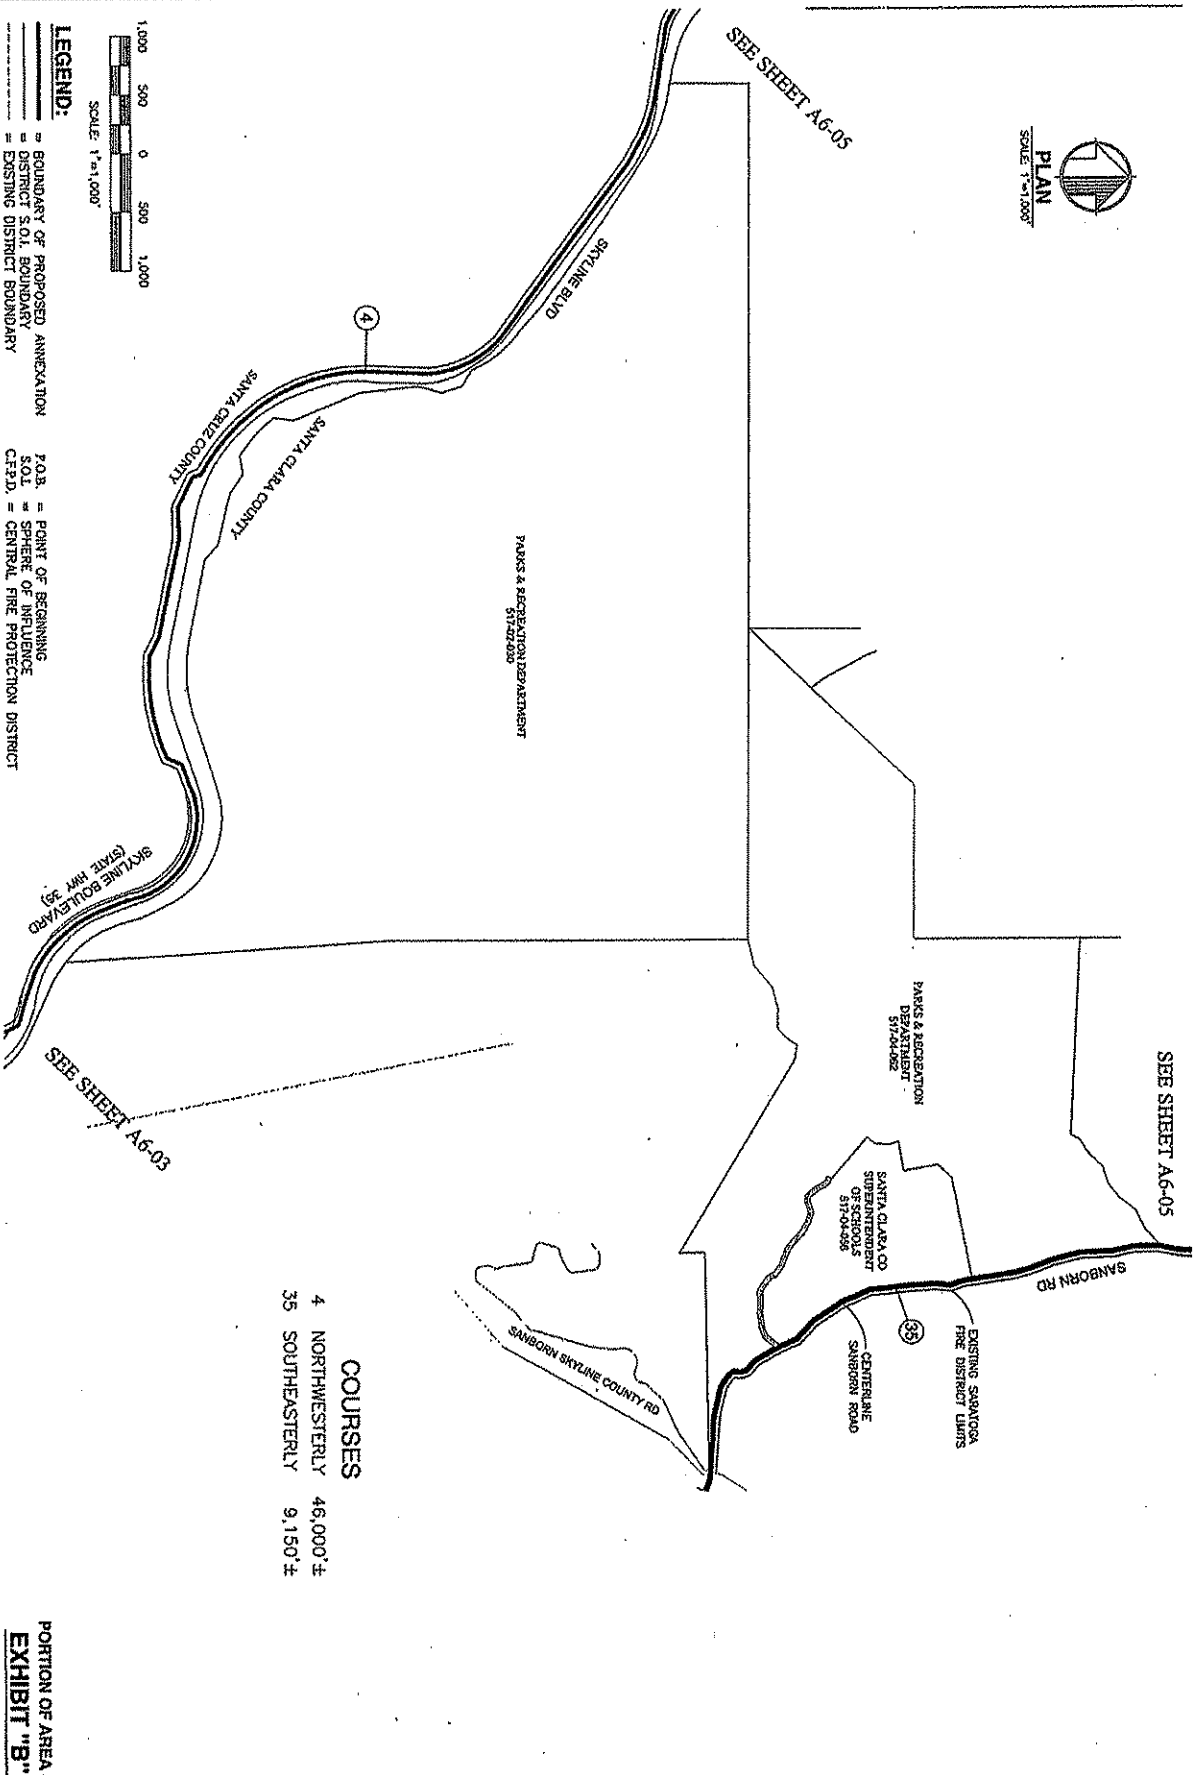 SEE SHEET A6-05
PLAN
SCALE: 1"=1,000'
SEE SHEET A6-05
SKYLINE BLVD
4
SANTA CRUZ COUNTY
SANTA CLARA COUNTY
PARKS & RECREATION DEPARTMENT
517-02-030
PARKS & RECREATION
DEPARTMENT
517-04-062
SANTA CLARA CO
SUPERINTENDENT
OF SCHOOLS
517-04-056
SANBORN RD
EXISTING SARATOGA
FIRE DISTRICT LIMITS
35
CENTERLINE
SANBORN ROAD
SANBORN SKYLINE COUNTY RD
SKYLINE BOULEVARD
(STATE HWY 35)
SEE SHEET A6-03
COURSES
4 NORTHWESTERLY 46,000'±
35 SOUTHEASTERLY 9,150'±
1,000 500 0 500 1,000
SCALE: 1"=1,000'
LEGEND:
= BOUNDARY OF PROPOSED ANNEXATION
= DISTRICT S.O.I. BOUNDARY
= EXISTING DISTRICT BOUNDARY
P.O.B. = POINT OF BEGINNING
S.O.I. = SPHERE OF INFLUENCE
C.F.P.D. = CENTRAL FIRE PROTECTION DISTRICT
PORTION OF AREA
EXHIBIT "B"